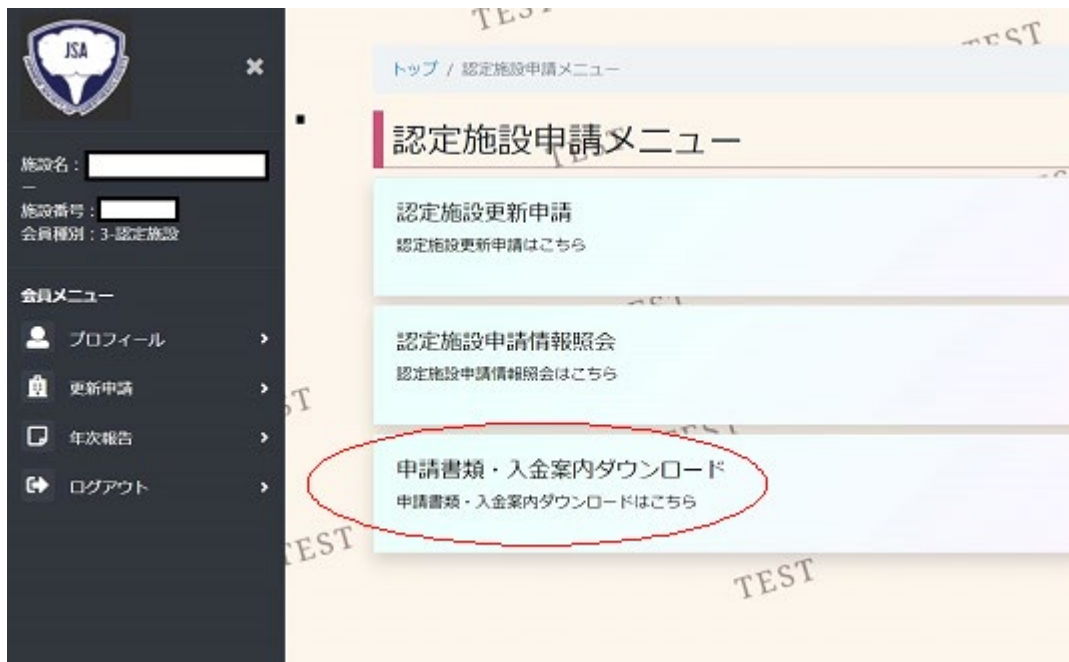 JSA
施設名：
施設番号：
会員種別：3-認定施設
会員メニュー
プロフィール
更新申請
年次報告
ログアウト
TEST
TEST
トップ / 認定施設申請メニュー
認定施設申請メニュー
TEST
認定施設更新申請
認定施設更新申請はこちら
認定施設申請情報照会
認定施設申請情報照会はこちら
申請書類・入金案内ダウンロード
申請書類・入金案内ダウンロードはこちら
TEST
TEST